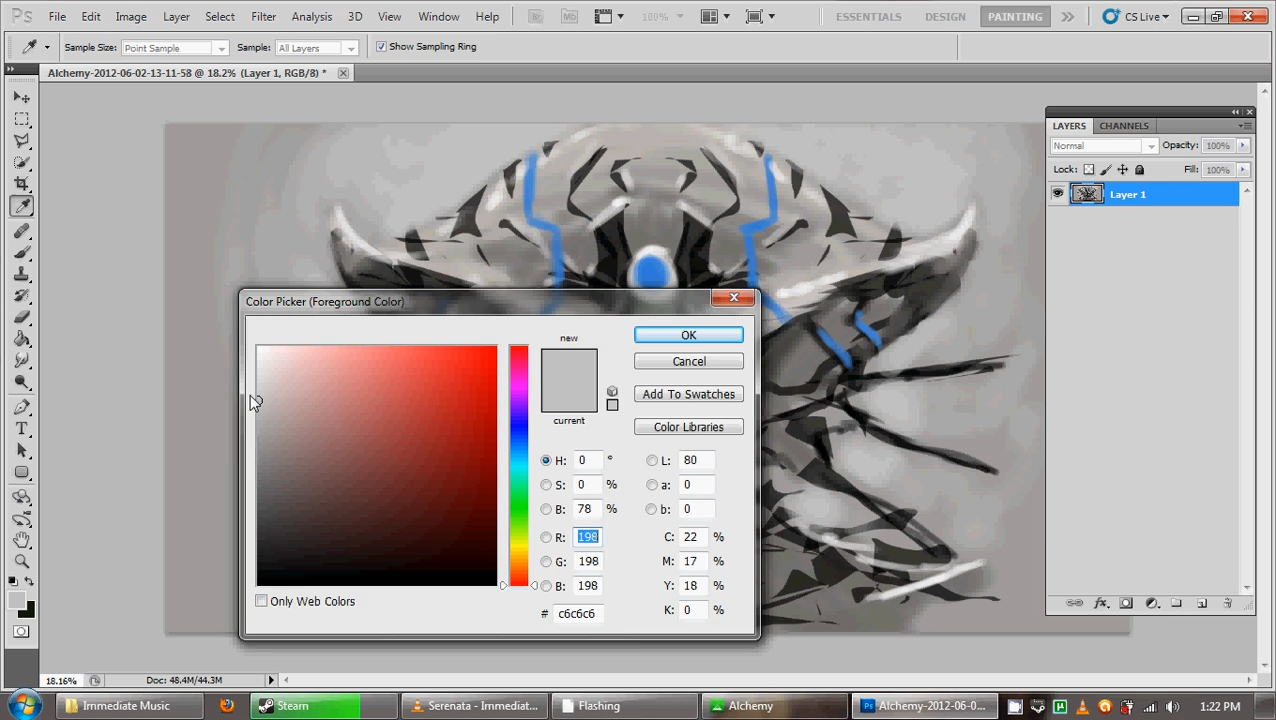 Ps File Edit Image Layer Select Filter Analysis 3D View Window Help Br Mb 100% ESSENTIALS DESIGN PAINTING CS Live
Sample Size: Point Sample Sample: All Layers Show Sampling Ring
Alchemy-2012-06-02-13-11-58 @ 18.2% (Layer 1, RGB/8) *
LAYERS CHANNELS
Normal Opacity: 100%
Lock: Fill: 100%
Layer 1
Color Picker (Foreground Color)
new
OK
Cancel
Add To Swatches
current
Color Libraries
H: 0 ° L: 80
S: 0 % a: 0
B: 78 % b: 0
R: 198 C: 22 %
G: 198 M: 17 %
B: 198 Y: 18 %
# c6c6c6 K: 0 %
Only Web Colors
18.16% Doc: 48.4M/44.3M
Immediate Music Steam Serenata - Immediat... Flashing Alchemy Ps Alchemy-2012-06-0... 1:22 PM